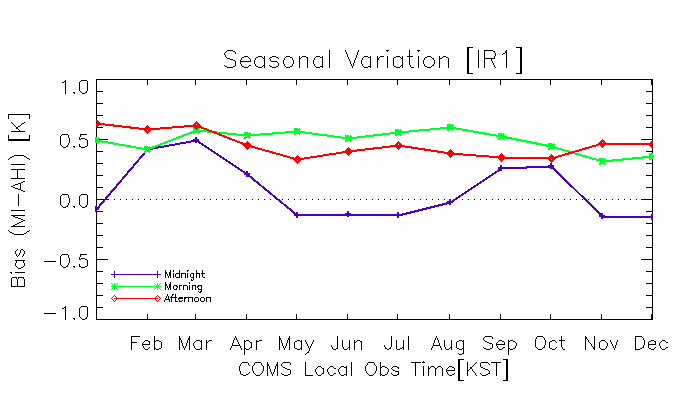 Seasonal Variation [IR1]
1.0
0.5
0.0
-0.5
-1.0
Bias (MI-AHI) [K]
Midnight
Morning
Afternoon
Feb Mar Apr May Jun Jul Aug Sep Oct Nov Dec
COMS Local Obs Time[KST]